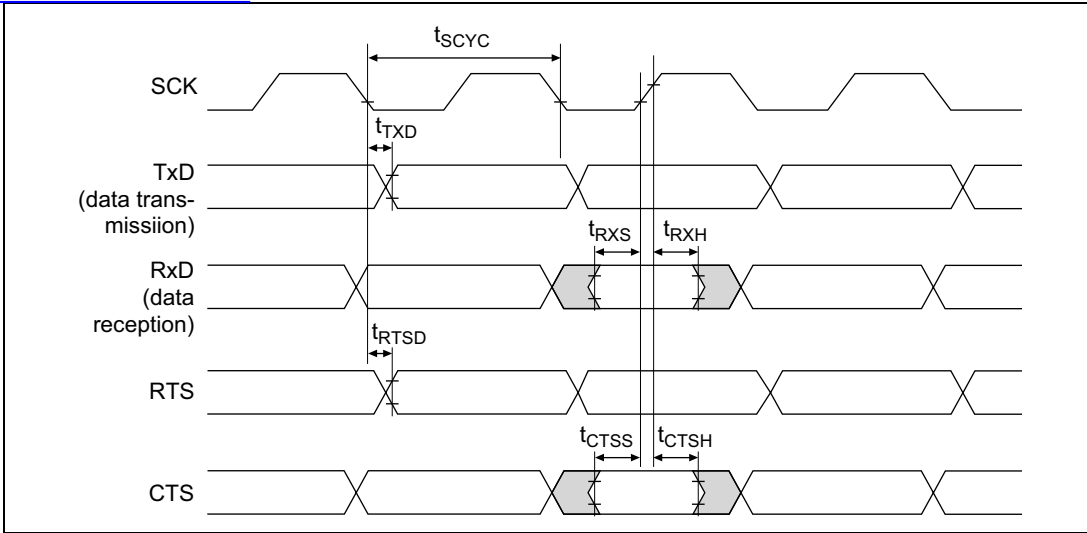 tSCYC
SCK
tTXD
TxD
(data trans-
missiion)
tRXS tRXH
RxD
(data
reception)
tRTSD
RTS
tCTSS tCTSH
CTS